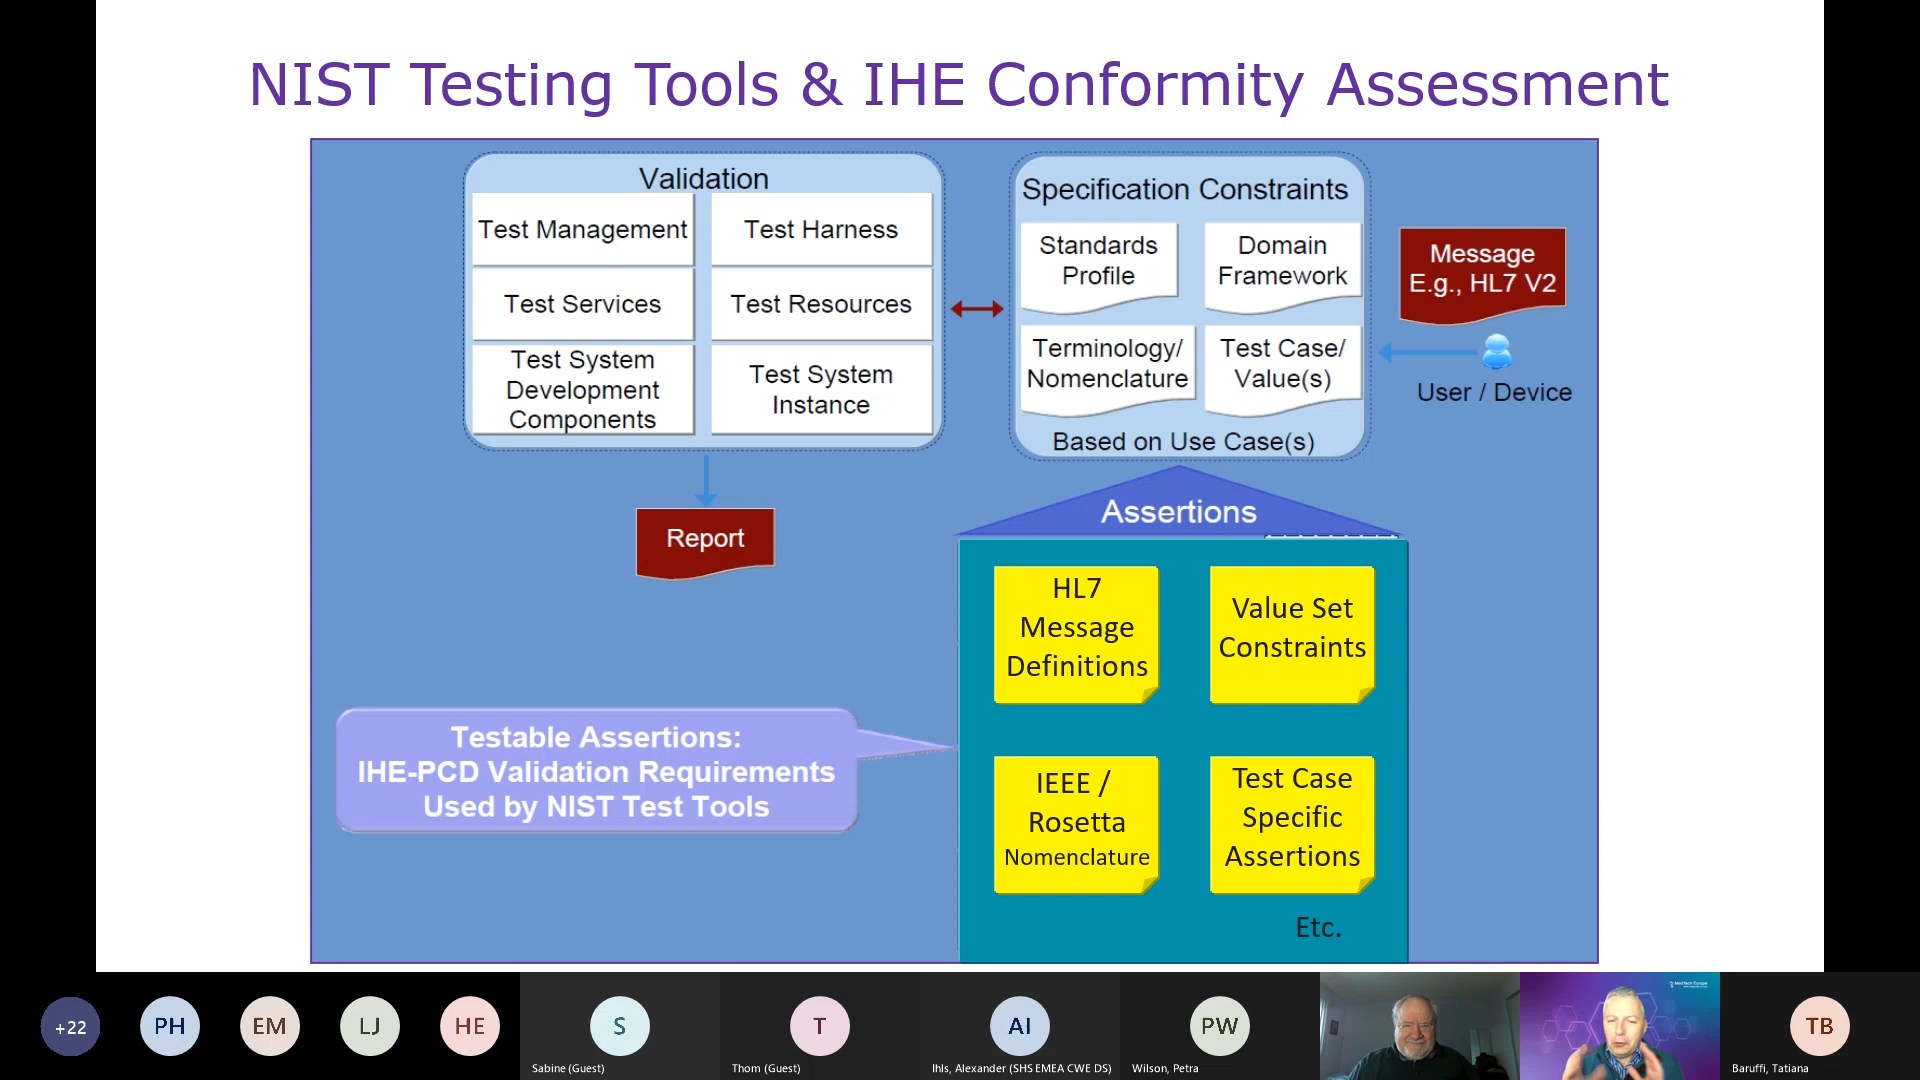 NIST Testing Tools & IHE Conformity Assessment
Validation
Test Management
Test Harness
Test Services
Test Resources
Test System
Development
Components
Test System
Instance
Specification Constraints
Standards
Profile
Domain
Framework
Terminology/
Nomenclature
Test Case/
Value(s)
Based on Use Case(s)
Message
E.g., HL7 V2
User / Device
Report
Assertions
HL7
Message
Definitions
Value Set
Constraints
IEEE /
Rosetta
Nomenclature
Test Case
Specific
Assertions
Etc.
Testable Assertions:
IHE-PCD Validation Requirements
Used by NIST Test Tools
+22
PH
EM
LJ
HE
S
Sabine (Guest)
T
Thom (Guest)
AI
Ihls, Alexander (SHS EMEA CWE DS)
PW
Wilson, Petra
MedTech Europe
TB
Baruffi, Tatiana